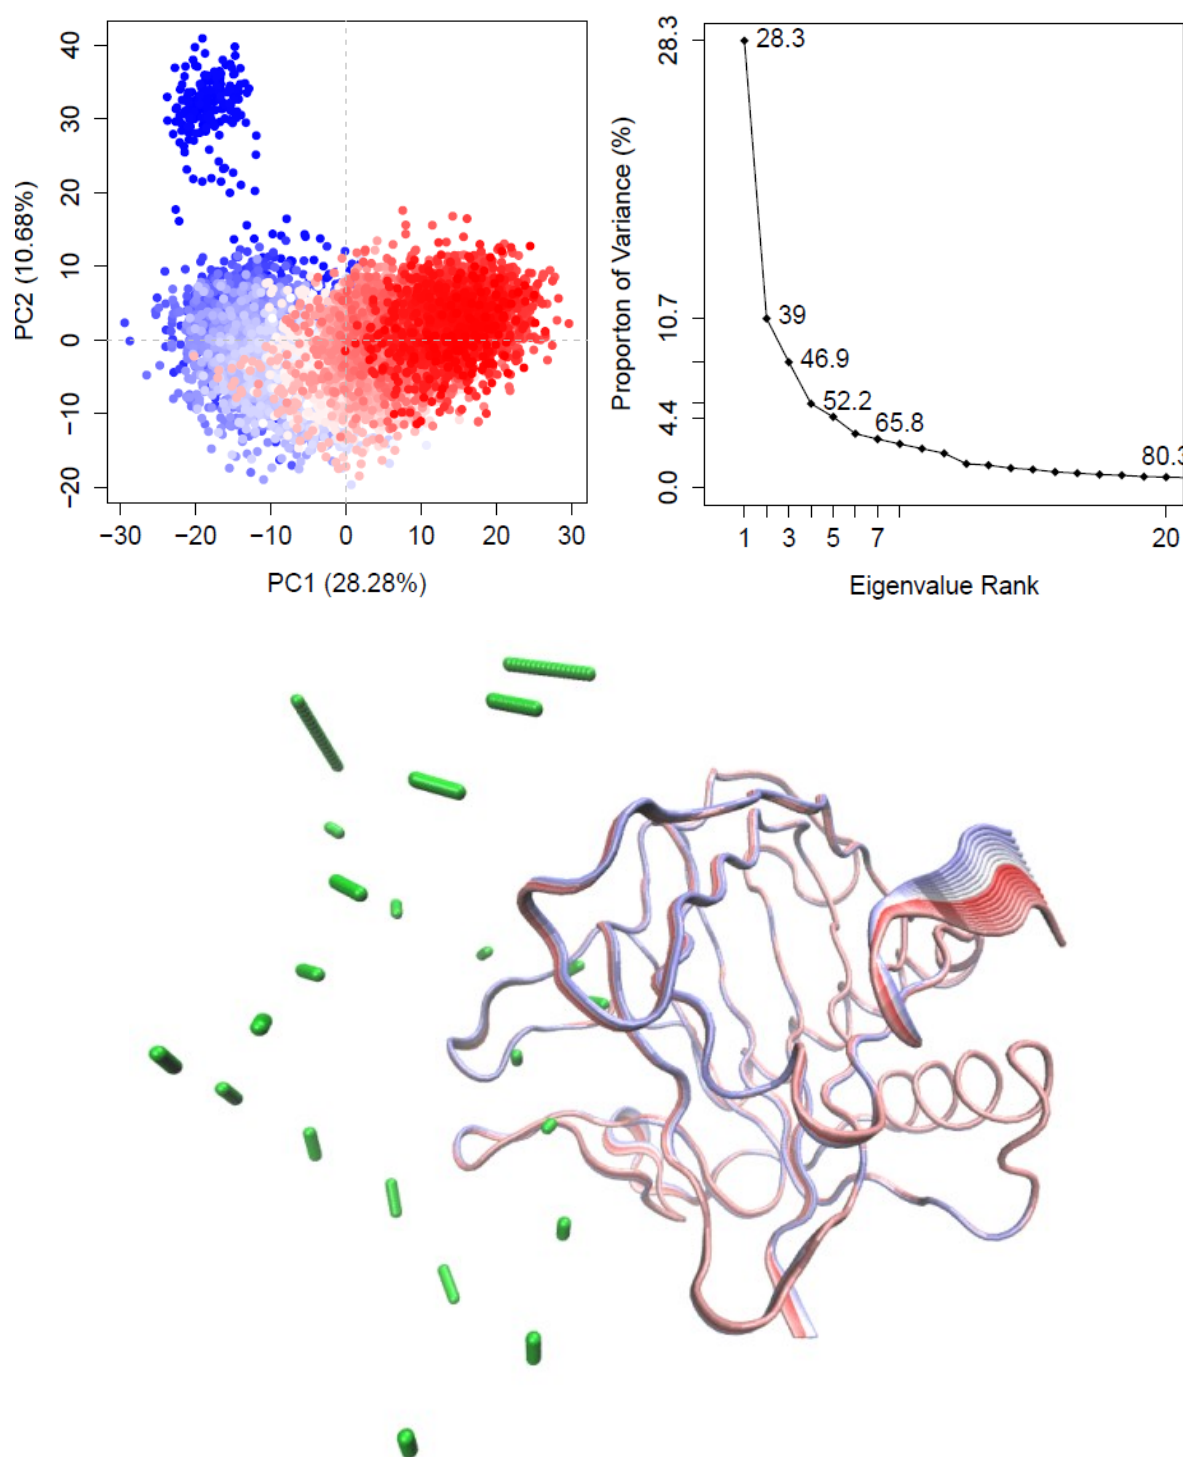 40
30
20
10
0
−10
−20
PC2 (10.68%)
−30 −20 −10 0 10 20 30
PC1 (28.28%)
28.3
10.7
4.4
0.0
Proporton of Variance (%)
28.3
39
46.9
52.2
65.8
80.3
1 3 5 7 20
Eigenvalue Rank